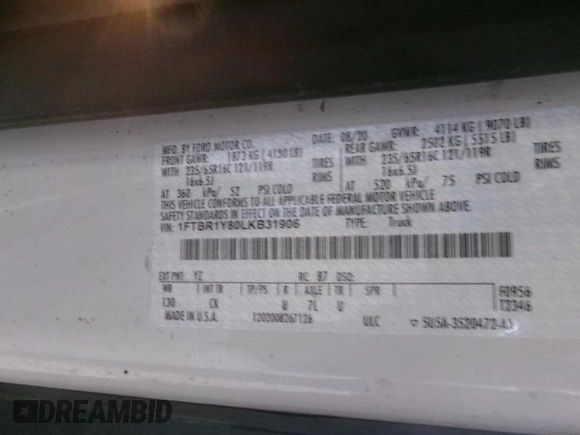 MFD. BY FORD MOTOR CO.
DATE: 08/20 GVWR: 4114 KG ( 9070 LB)
FRONT GAWR: 1873 KG ( 4130 LB) REAR GAWR: 2502 KG ( 5515 LB)
235/65R16C 121/119R TIRES 235/65R16C 121/119R TIRES
16x6.5J RIMS 16x6.5J RIMS
AT 360 kPa/ 52 PSI COLD AT 520 kPa/ 75 PSI COLD
THIS VEHICLE CONFORMS TO ALL APPLICABLE FEDERAL MOTOR VEHICLE
SAFETY STANDARDS IN EFFECT ON THE DATE OF MANUFACTURE SHOWN ABOVE.
VIN: 1FTBR1Y80LKB31906 TYPE: Truck
EXT PNT: YZ RC: 87 DSO:
WB INT TR TP/PS R AXLE TR SPR
130 CK U 7L U
F0956
T2346
MADE IN U.S.A. 1202008267126 ULC 5U5A-3520472-A3
DREAMBID